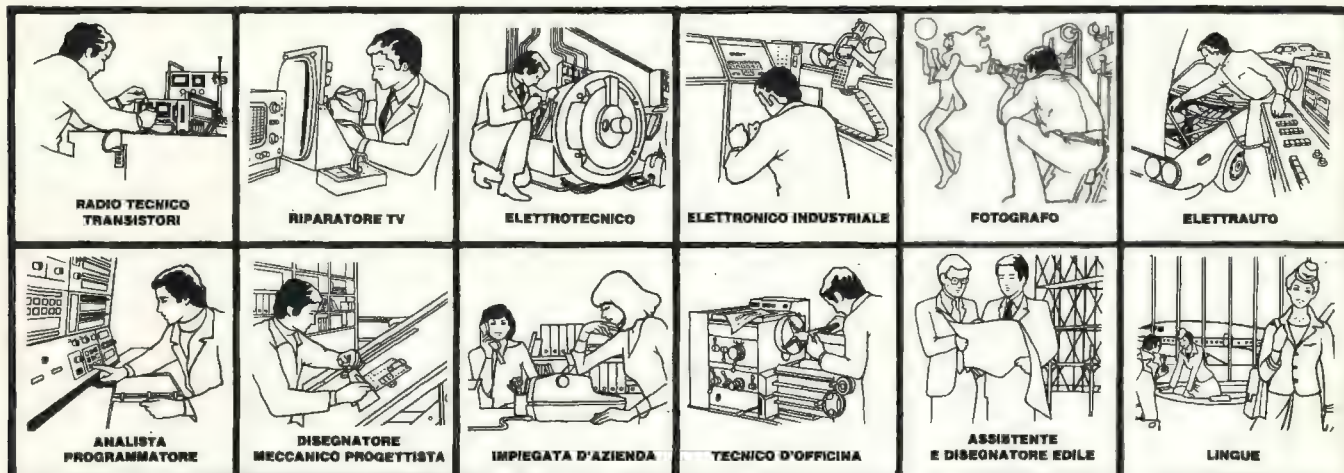 RADIO TECNICO
TRANSISTORI
RIPARATORE TV
ELETTROTECNICO
ELETTRONICO INDUSTRIALE
FOTOGRAFO
ELETTRAUTO
ANALISTA
PROGRAMMATORE
DISEGNATORE
MECCANICO PROGETTISTA
IMPIEGATA D'AZIENDA
TECNICO D'OFFICINA
ASSISTENTE
E DISEGNATORE EDILE
LINGUE